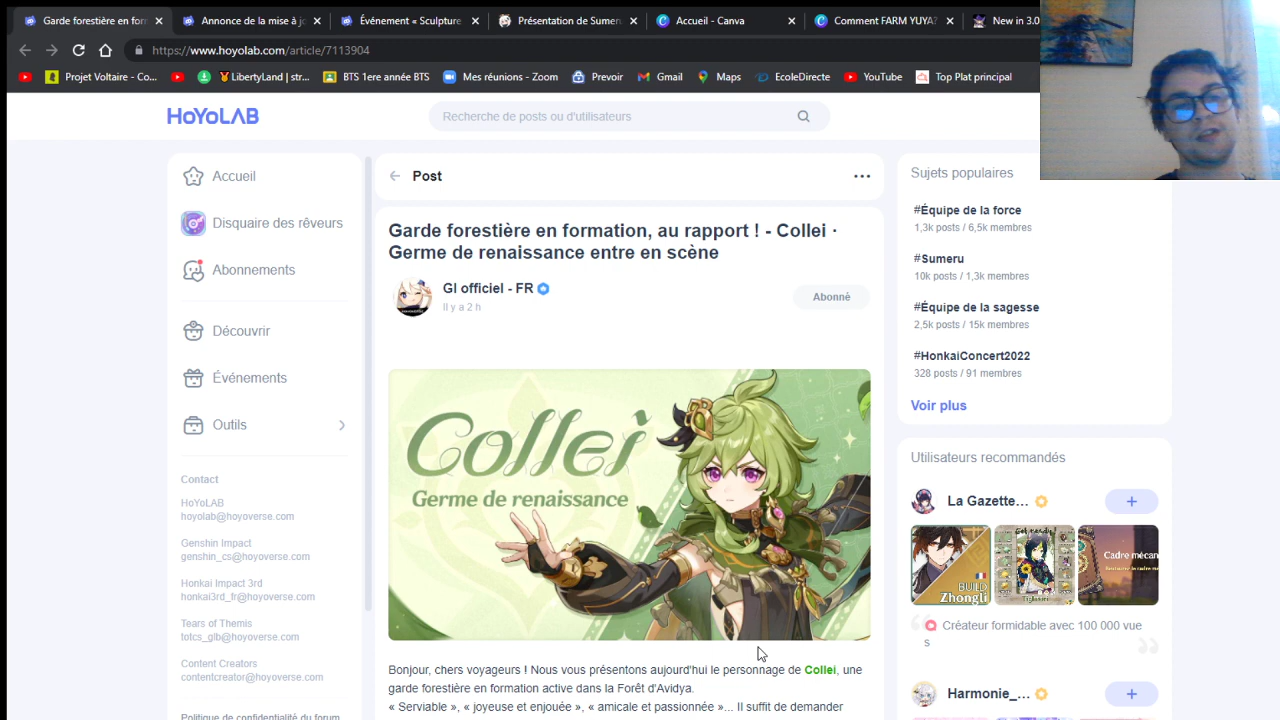 Garde forestière en for
Annonce de la mise à jo
Événement « Sculpture
Présentation de Sumeru
Accueil - Canva
Comment FARM YUYA?
New in 3.0
https://www.hoyolab.com/article/7113904
Projet Voltaire - Co...
LibertyLand | str...
BTS 1ere année BTS
Mes réunions - Zoom
Prevoir
Gmail
Maps
EcoleDirecte
YouTube
Top Plat principal
HoYoLAB
Recherche de posts ou d'utilisateurs
Accueil
Disquaire des rêveurs
Abonnements
Découvrir
Événements
Outils
Contact
HoYoLAB
hoyolab@hoyoverse.com
Genshin Impact
genshin_cs@hoyoverse.com
Honkai Impact 3rd
honkai3rd_fr@hoyoverse.com
Tears of Themis
totcs_glb@hoyoverse.com
Content Creators
contentcreator@hoyoverse.com
Politique de confidentialité du forum
Post
Garde forestière en formation, au rapport ! - Collei ·
Germe de renaissance entre en scène
GI officiel - FR
Il y a 2 h
Abonné
Collei
Germe de renaissance
Bonjour, chers voyageurs ! Nous vous présentons aujourd'hui le personnage de Collei, une
garde forestière en formation active dans la Forêt d'Avidya.
« Serviable », « joyeuse et enjouée », « amicale et passionnée »... Il suffit de demander
Sujets populaires
#Équipe de la force
1,3k posts / 6,5k membres
#Sumeru
10k posts / 1,3k membres
#Équipe de la sagesse
2,5k posts / 15k membres
#HonkaiConcert2022
328 posts / 91 membres
Voir plus
Utilisateurs recommandés
La Gazette...
BUILD
Zhongli
Cadre mécan
Créateur formidable avec 100 000 vue
s
Harmonie_...